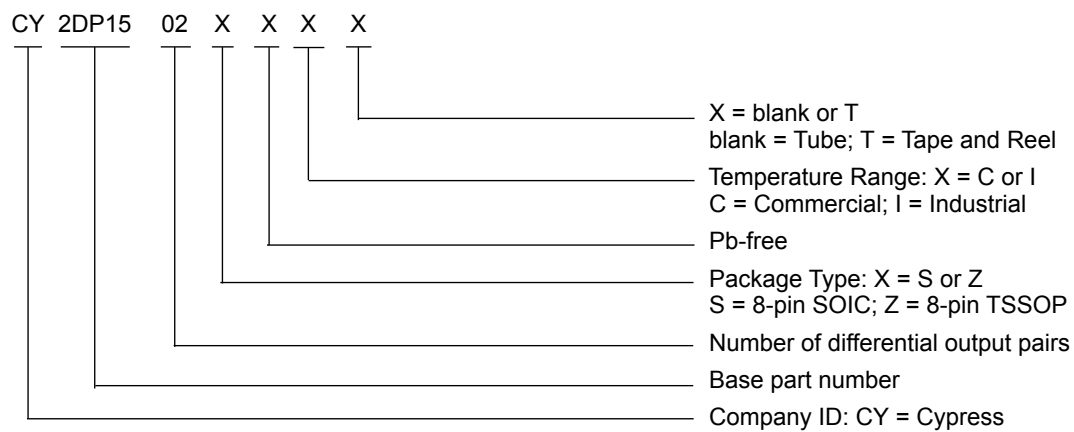 CY 2DP15 02 X X X X
X = blank or T
blank = Tube; T = Tape and Reel
Temperature Range: X = C or I
C = Commercial; I = Industrial
Pb-free
Package Type: X = S or Z
S = 8-pin SOIC; Z = 8-pin TSSOP
Number of differential output pairs
Base part number
Company ID: CY = Cypress